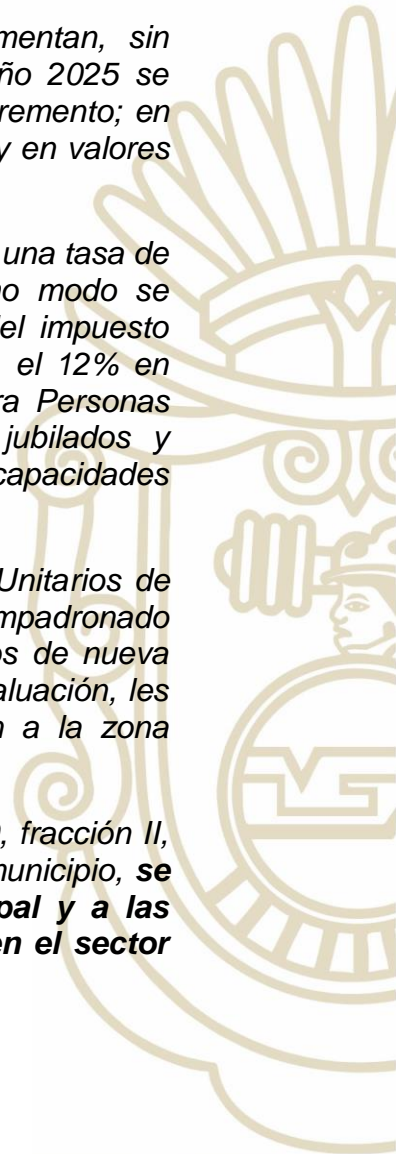 mentan, sin
ño 2025 se
cremento; en
y en valores
una tasa de
no modo se
del impuesto
el 12% en
ra Personas
jubilados y
capacidades
Unitarios de
mpadronado
os de nueva
aluación, les
n a la zona
, fracción II,
municipio, se
pal y a las
en el sector